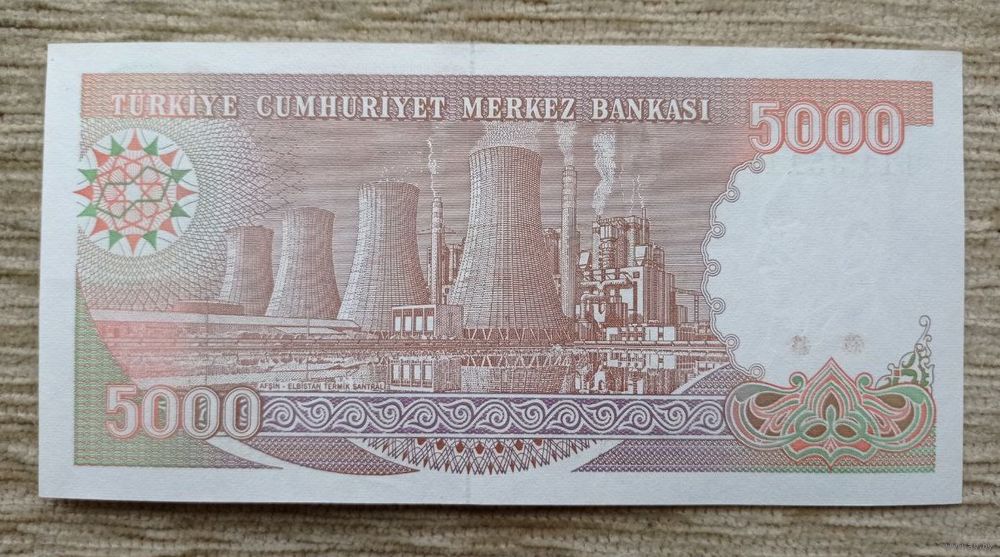 TÜRKİYE CUMHURİYET MERKEZ BANKASI
5000
AFŞİN - ELBİSTAN TERMİK SANTRALI
5000